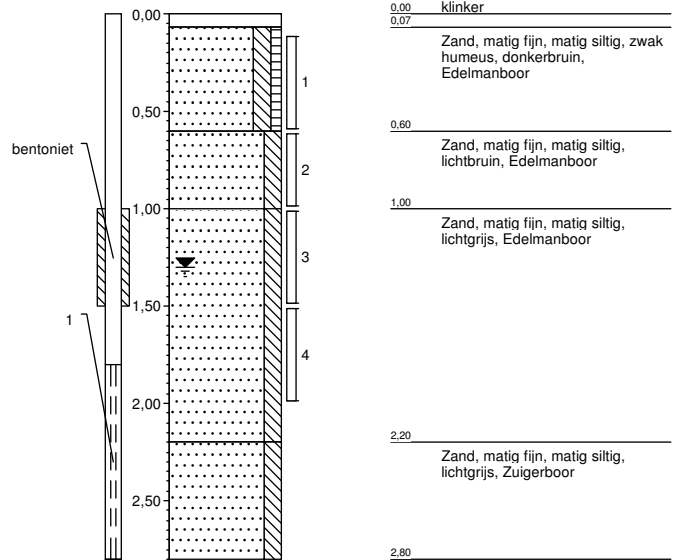 0,00
0,50
1,00
1,50
2,00
2,50
bentoniet
1
1
2
3
4
0,00
klinker
0,07
Zand, matig fijn, matig siltig, zwak
humeus, donkerbruin,
Edelmanboor
0,60
Zand, matig fijn, matig siltig,
lichtbruin, Edelmanboor
1,00
Zand, matig fijn, matig siltig,
lichtgrijs, Edelmanboor
2,20
Zand, matig fijn, matig siltig,
lichtgrijs, Zuigerboor
2,80